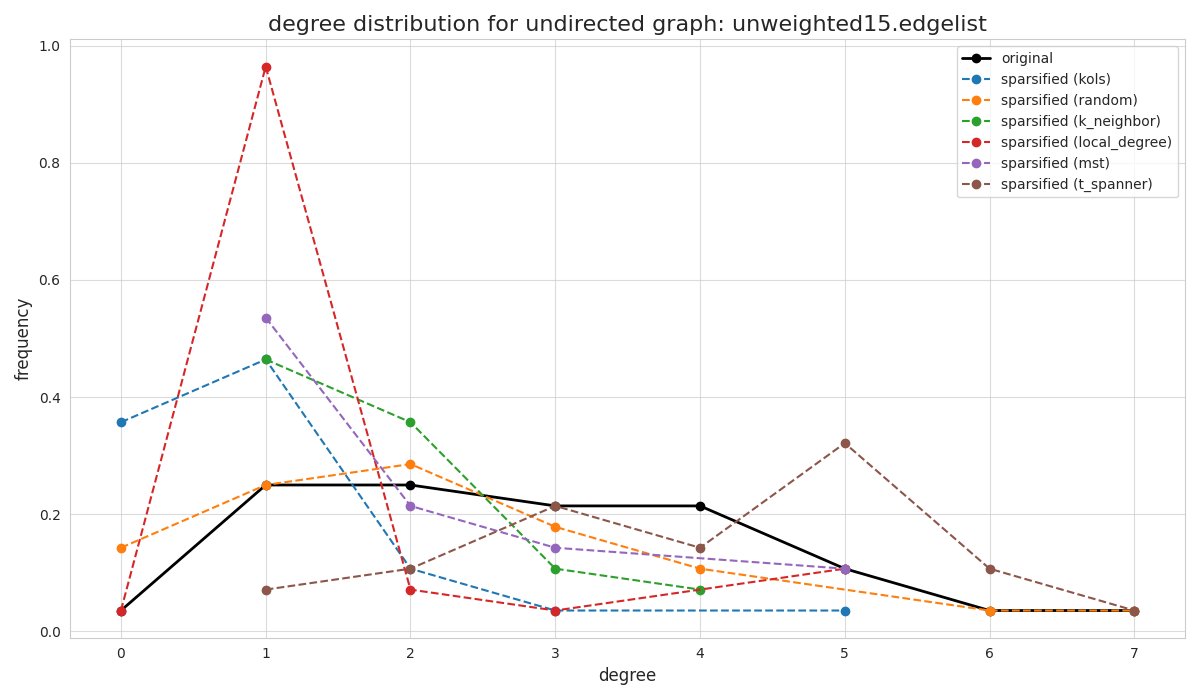 degree distribution for undirected graph: unweighted15.edgelist
original
sparsified (kols)
sparsified (random)
sparsified (k_neighbor)
sparsified (local_degree)
sparsified (mst)
sparsified (t_spanner)
1.0
0.8
0.6
0.4
0.2
0.0
frequency
0 1 2 3 4 5 6 7
degree